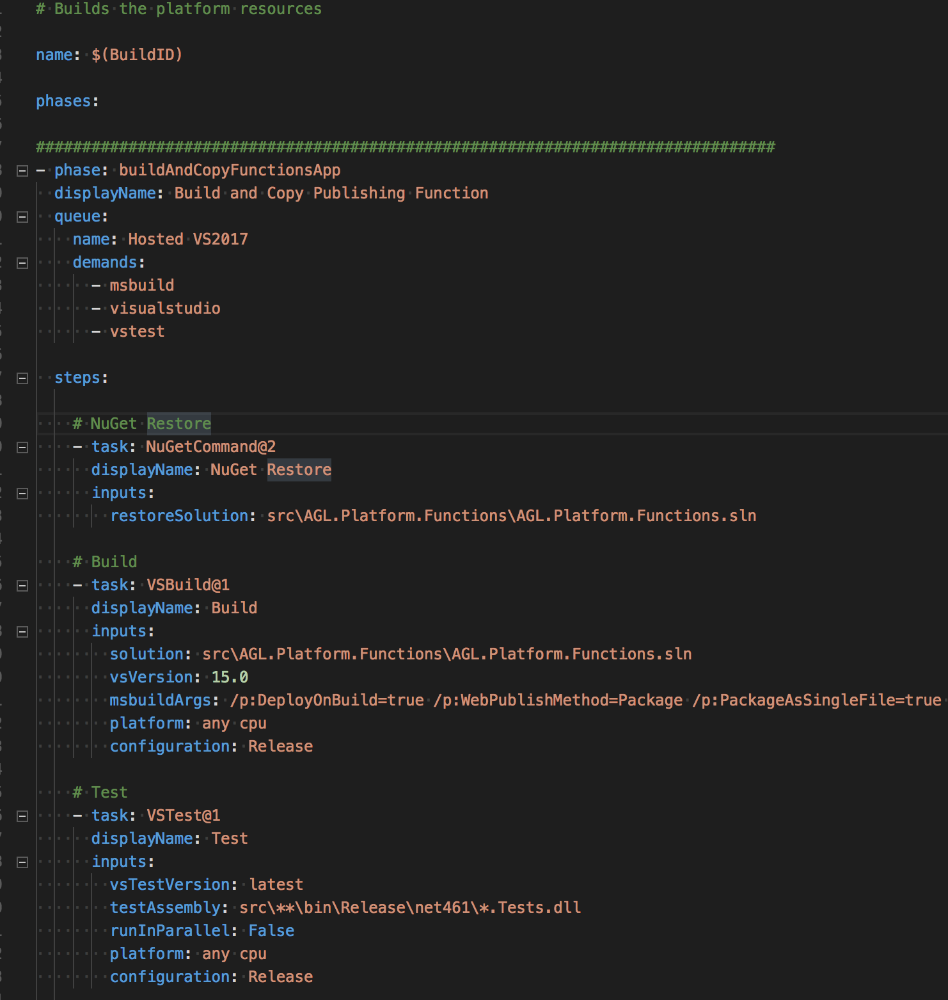 # Builds the platform resources
name: $(BuildID)
phases:
################################################################################
- phase: buildAndCopyFunctionsApp
displayName: Build and Copy Publishing Function
queue:
name: Hosted VS2017
demands:
- msbuild
- visualstudio
- vstest
steps:
# NuGet Restore
- task: NuGetCommand@2
displayName: NuGet Restore
inputs:
restoreSolution: src\AGL.Platform.Functions\AGL.Platform.Functions.sln
# Build
- task: VSBuild@1
displayName: Build
inputs:
solution: src\AGL.Platform.Functions\AGL.Platform.Functions.sln
vsVersion: 15.0
msbuildArgs: /p:DeployOnBuild=true /p:WebPublishMethod=Package /p:PackageAsSingleFile=true
platform: any cpu
configuration: Release
# Test
- task: VSTest@1
displayName: Test
inputs:
vsTestVersion: latest
testAssembly: src\**\bin\Release\net461\*.Tests.dll
runInParallel: False
platform: any cpu
configuration: Release